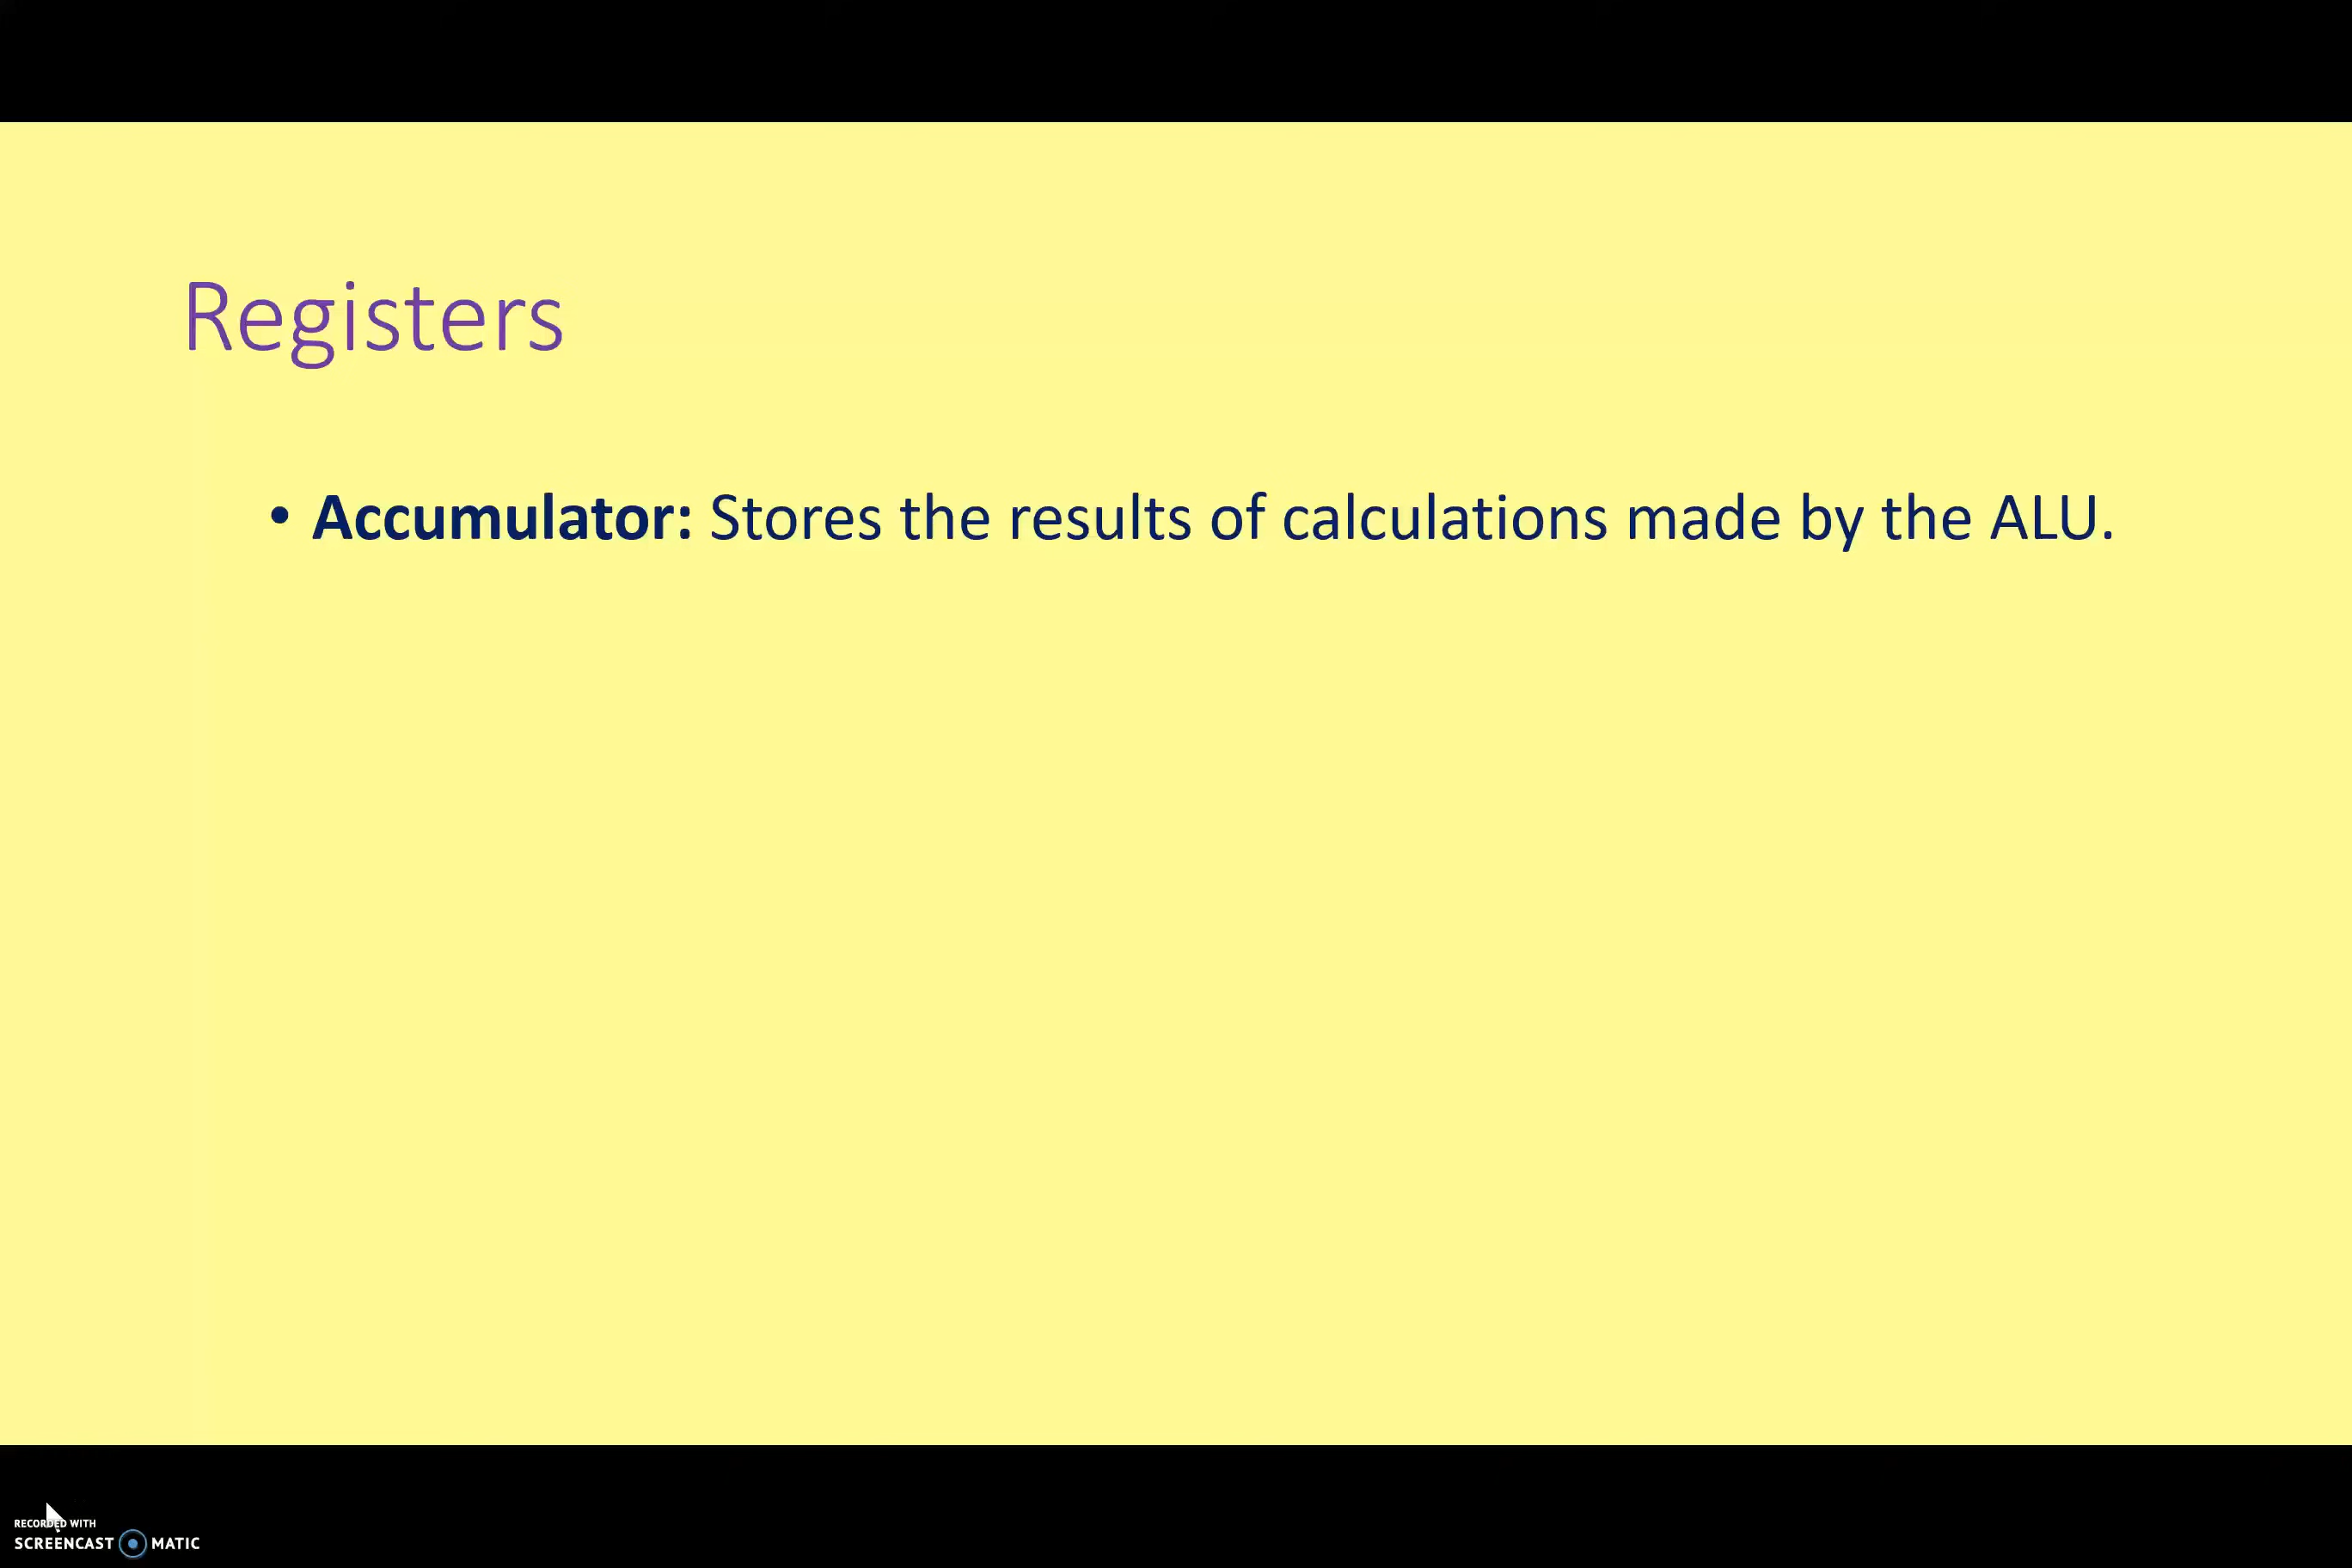 Registers
• Accumulator: Stores the results of calculations made by the ALU.
RECORDED WITH
SCREENCAST MATIC